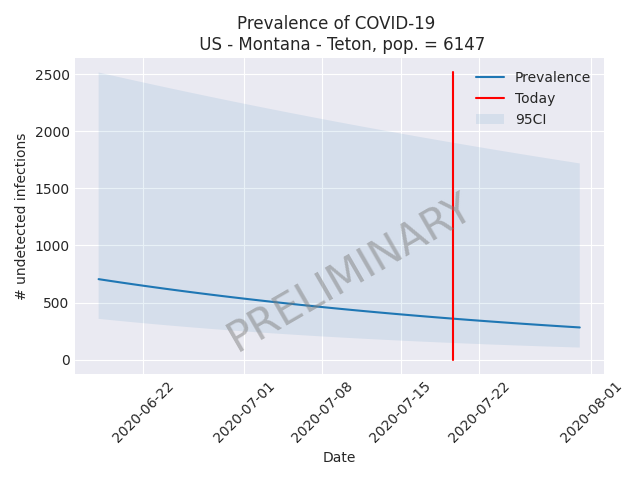 Prevalence of COVID-19
US - Montana - Teton, pop. = 6147
Prevalence
Today
95CI
# undetected infections
2500
2000
1500
1000
500
0
PRELIMINARY
2020-06-22
2020-07-01
2020-07-08
2020-07-15
2020-07-22
2020-08-01
Date